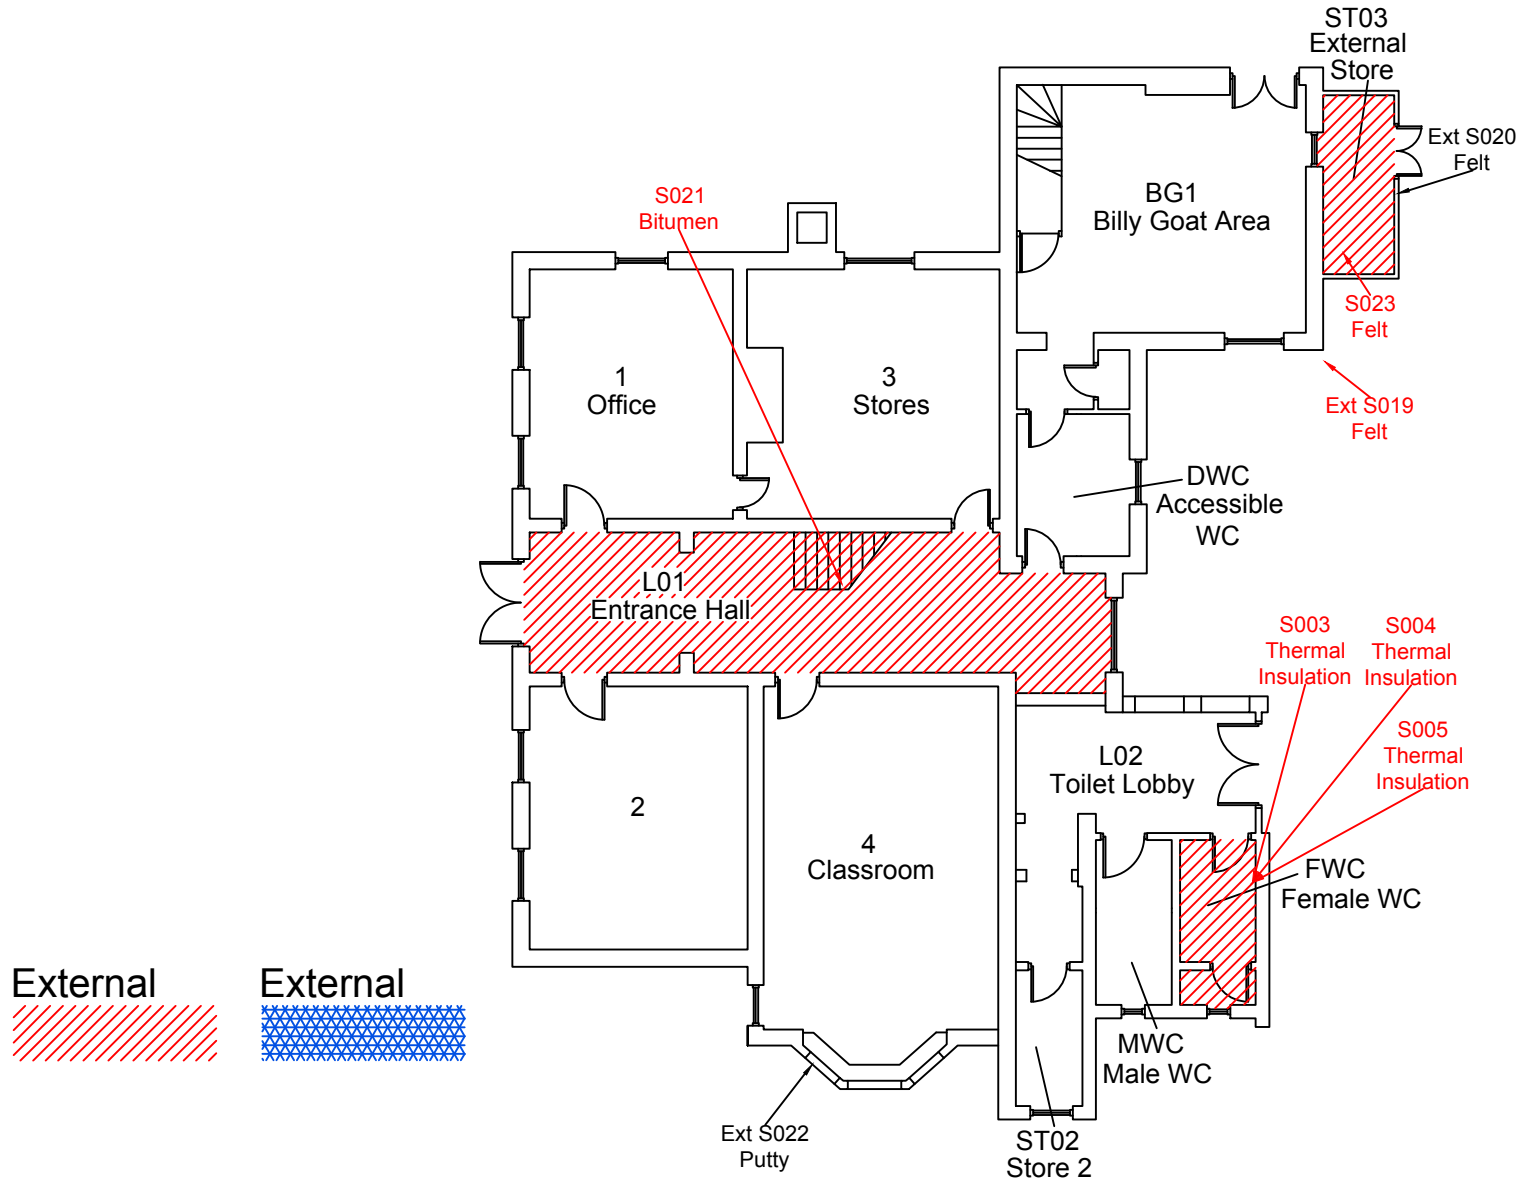 ST03
External
Store
Ext S020
Felt
S021
Bitumen
BG1
Billy Goat Area
S023
Felt
1
Office
3
Stores
Ext S019
Felt
DWC
Accessible
WC
L01
Entrance Hall
S003
Thermal
Insulation
S004
Thermal
Insulation
S005
Thermal
Insulation
L02
Toilet Lobby
2
4
Classroom
FWC
Female WC
External
External
MWC
Male WC
Ext S022
Putty
ST02
Store 2